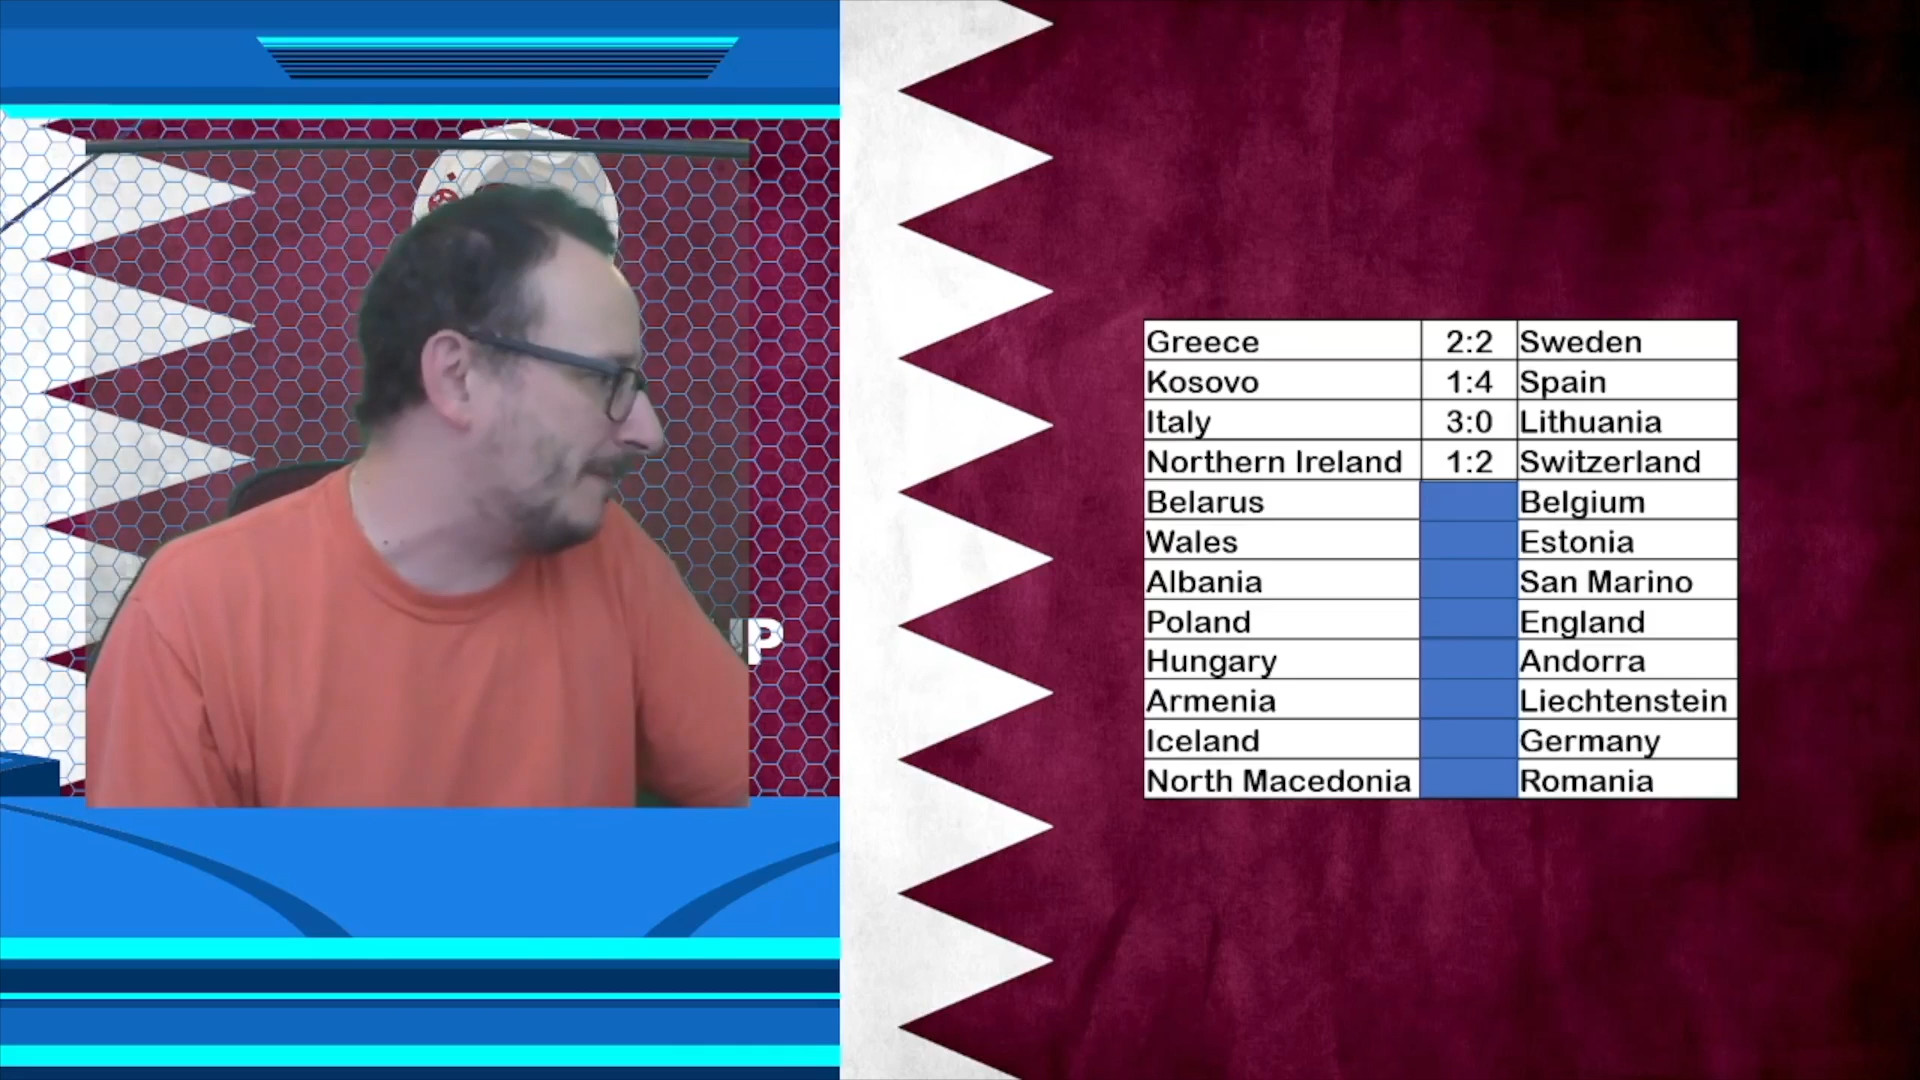 Greece 2:2 Sweden
Kosovo 1:4 Spain
Italy 3:0 Lithuania
Northern Ireland 1:2 Switzerland
Belarus Belgium
Wales Estonia
Albania San Marino
Poland England
Hungary Andorra
Armenia Liechtenstein
Iceland Germany
North Macedonia Romania
P